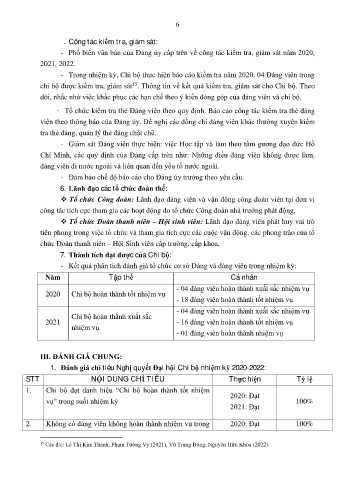 6
. Công tác kiểm tra, giám sát:
- Phổ biến văn bản của Đảng ủy cấp trên về công tác kiểm tra, giám sát năm 2020,
2021, 2022.
- Trong nhiệm kỳ, Chi bộ thực hiện báo cáo kiểm tra năm 2020. 04 Đảng viên trong
chi bộ được kiểm tra, giám sát¹⁵. Thông tin về kết quả kiểm tra, giám sát cho Chi bộ. Theo
dõi, nhắc nhở việc khắc phục các hạn chế theo ý kiến đóng góp của đảng viên và chi bộ.
- Tổ chức kiểm tra thẻ Đảng viên theo quy định. Báo cáo công tác kiểm tra thẻ đảng
viên theo thông báo của Đảng ủy. Đề nghị các đồng chí đảng viên khác thường xuyên kiểm
tra thẻ đảng, quản lý thẻ đảng chặt chẽ.
- Giám sát Đảng viên thực hiện: việc Học tập và làm theo tấm gương đạo đức Hồ
Chí Minh, các quy định của Đảng cấp trên như: Những điều đảng viên không được làm,
đảng viên đi nước ngoài và liên quan đến yếu tố nước ngoài.
- Đảm bảo chế độ báo cáo cho Đảng ủy trường theo yêu cầu.
6. Lãnh đạo các tổ chức đoàn thể:
❖ Tổ chức Công đoàn: Lãnh đạo đảng viên và vận động công đoàn viên tại đơn vị
công tác tích cực tham gia các hoạt động do tổ chức Công đoàn nhà trường phát động.
❖ Tổ chức Đoàn thanh niên – Hội sinh viên: Lãnh đạo đảng viên phát huy vai trò
tiên phong trong việc tổ chức và tham gia tích cực các cuộc vận động, các phong trào của tổ
chức Đoàn thanh niên – Hội Sinh viên cấp trường, cấp khoa,
7. Thành tích đạt được của Chi bộ:
- Kết quả phân tích đánh giá tổ chức cơ sở Đảng và đảng viên trong nhiệm kỳ:
Năm Tập thể Cá nhân
2020 Chi bộ hoàn thành tốt nhiệm vụ
- 04 đảng viên hoàn thành xuất sắc nhiệm vụ
- 18 đảng viên hoàn thành tốt nhiệm vụ
2021 Chi bộ hoàn thành xuất sắc
nhiệm vụ
- 04 đảng viên hoàn thành xuất sắc nhiệm vụ
- 16 đảng viên hoàn thành tốt nhiệm vụ
- 01 đảng viên hoàn thành nhiệm vụ
III. ĐÁNH GIÁ CHUNG:
1. Đánh giá chỉ tiêu Nghị quyết Đại hội Chi bộ nhiệm kỳ 2020-2022:
STT NỘI DUNG CHỈ TIÊU Thực hiện Tỷ lệ
1. Chi bộ đạt danh hiệu “Chi bộ hoàn thành tốt nhiệm
vụ” trong suốt nhiệm kỳ
2020: Đạt
2021: Đạt
100%
2. Không có đảng viên không hoàn thành nhiệm vụ trong 2020: Đạt 100%
¹⁵ Các đ/c: Lê Thị Kim Thanh, Phạm Tường Vy (2021), Võ Trung Đông, Nguyễn Hữu Khoa (2022).